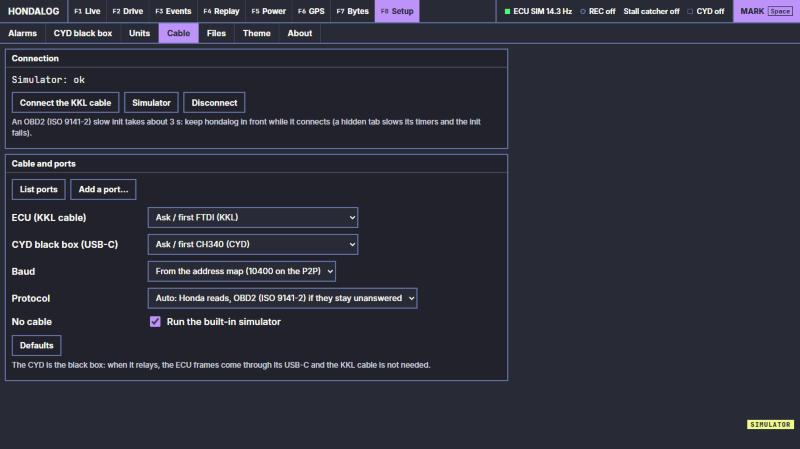 HONDALOG F1 Live F2 Drive F3 Events F4 Replay F5 Power F6 GPS F7 Bytes F8 Setup ECU SIM 14.3 Hz REC off Stall catcher off CYD off MARK Space
Alarms CYD black box Units Cable Files Theme About
Connection
Simulator: ok
Connect the KKL cable Simulator Disconnect
An OBD2 (ISO 9141-2) slow init takes about 3 s: keep hondalog in front while it connects (a hidden tab slows its timers and the init
fails).
Cable and ports
List ports Add a port...
ECU (KKL cable) Ask / first FTDI (KKL)
CYD black box (USB-C) Ask / first CH340 (CYD)
Baud From the address map (10400 on the P2P)
Protocol Auto: Honda reads, OBD2 (ISO 9141-2) if they stay unanswered
No cable Run the built-in simulator
Defaults
The CYD is the black box: when it relays, the ECU frames come through its USB-C and the KKL cable is not needed.
SIMULATOR